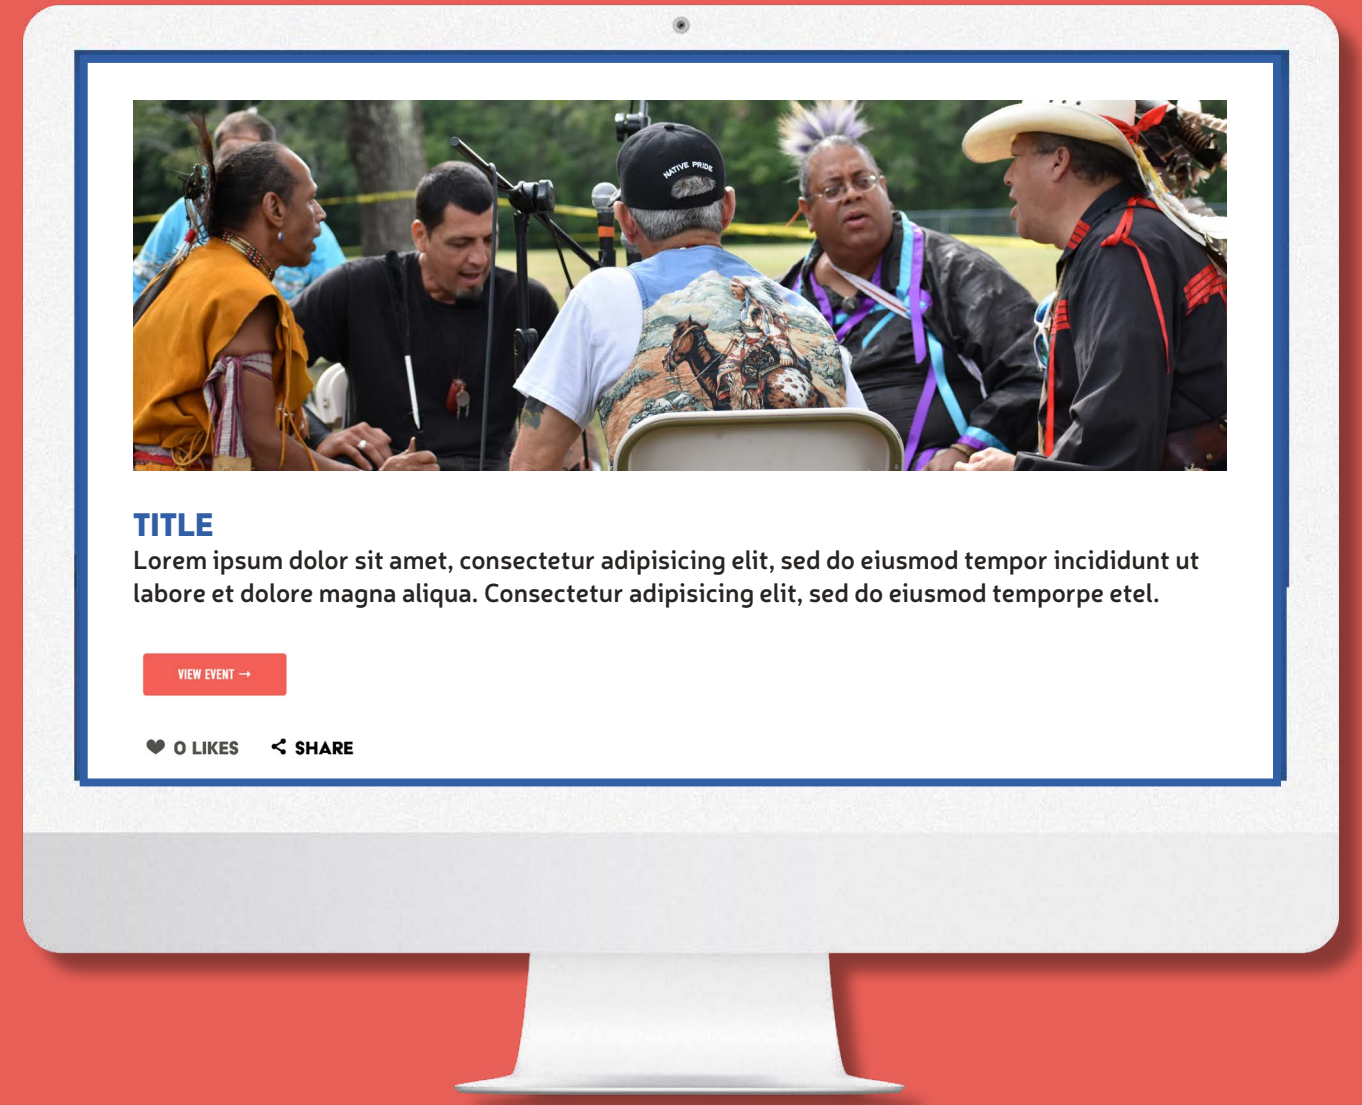 NATIVE PRIDE
TITLE
Lorem ipsum dolor sit amet, consectetur adipisicing elit, sed do eiusmod tempor incididunt ut
labore et dolore magna aliqua. Consectetur adipisicing elit, sed do eiusmod temporpe etel.
VIEW EVENT →
0 LIKES SHARE